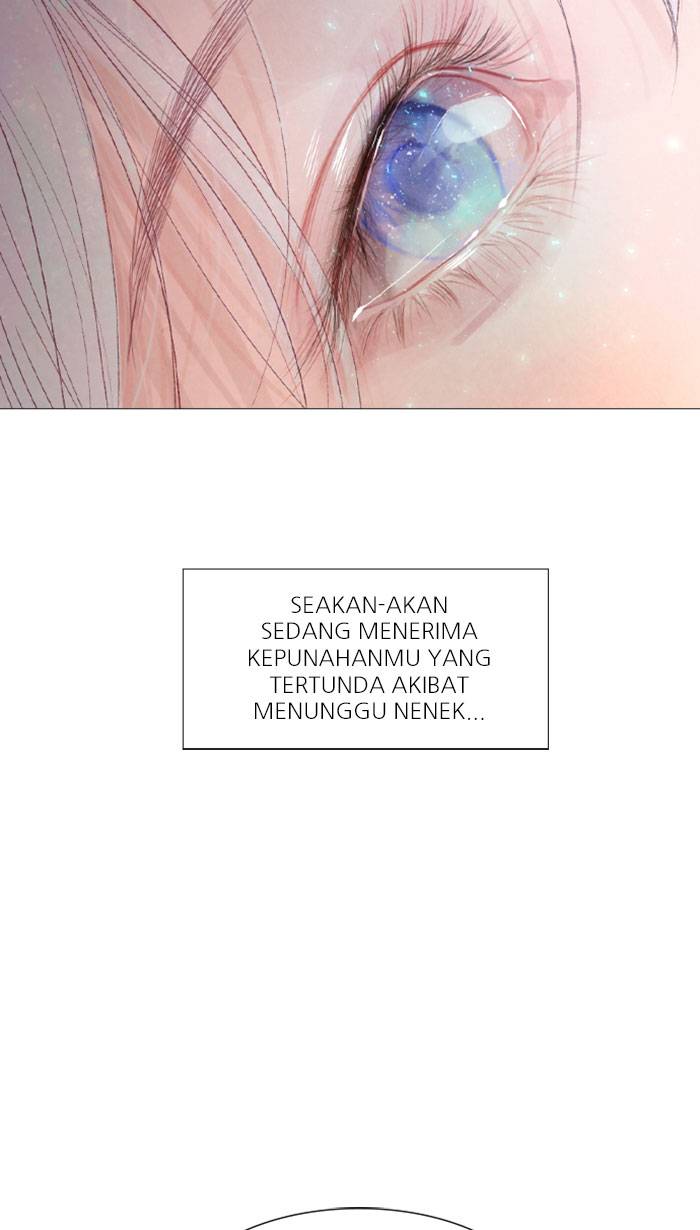 SEAKAN-AKAN
SEDANG MENERIMA
KEPUNAHANMU YANG
TERTUNDA AKIBAT
MENUNGGU NENEK...